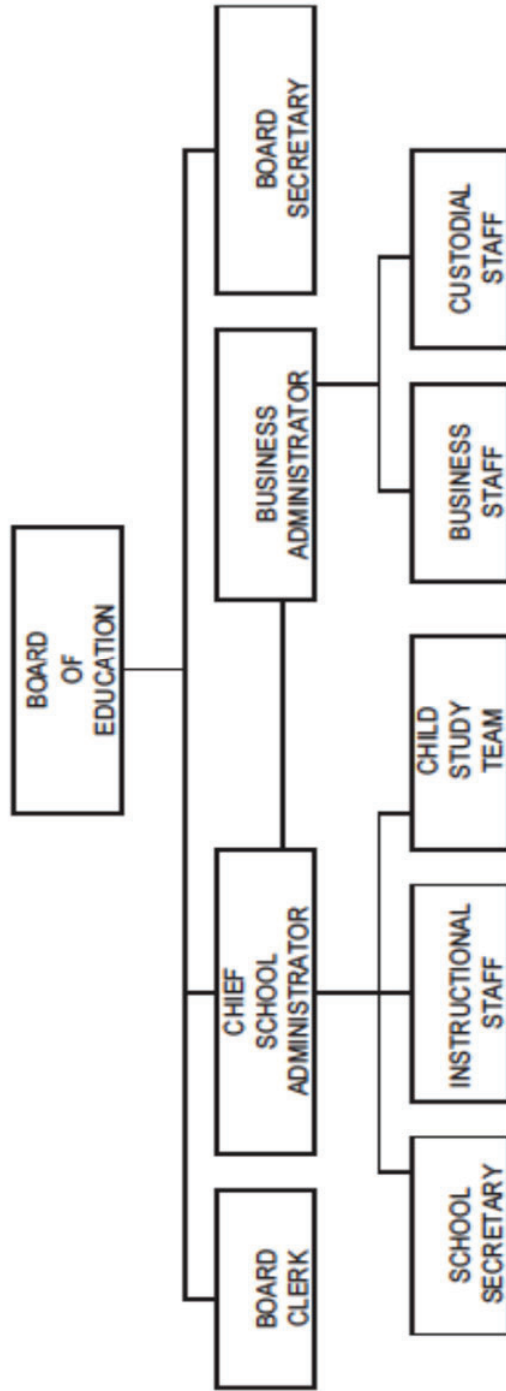 BOARD
OF
EDUCATION
BOARD
CLERK
CHIEF
SCHOOL
ADMINISTRATOR
BUSINESS
ADMINISTRATOR
BOARD
SECRETARY
SCHOOL
SECRETARY
INSTRUCTIONAL
STAFF
CHILD
STUDY
TEAM
BUSINESS
STAFF
CUSTODIAL
STAFF